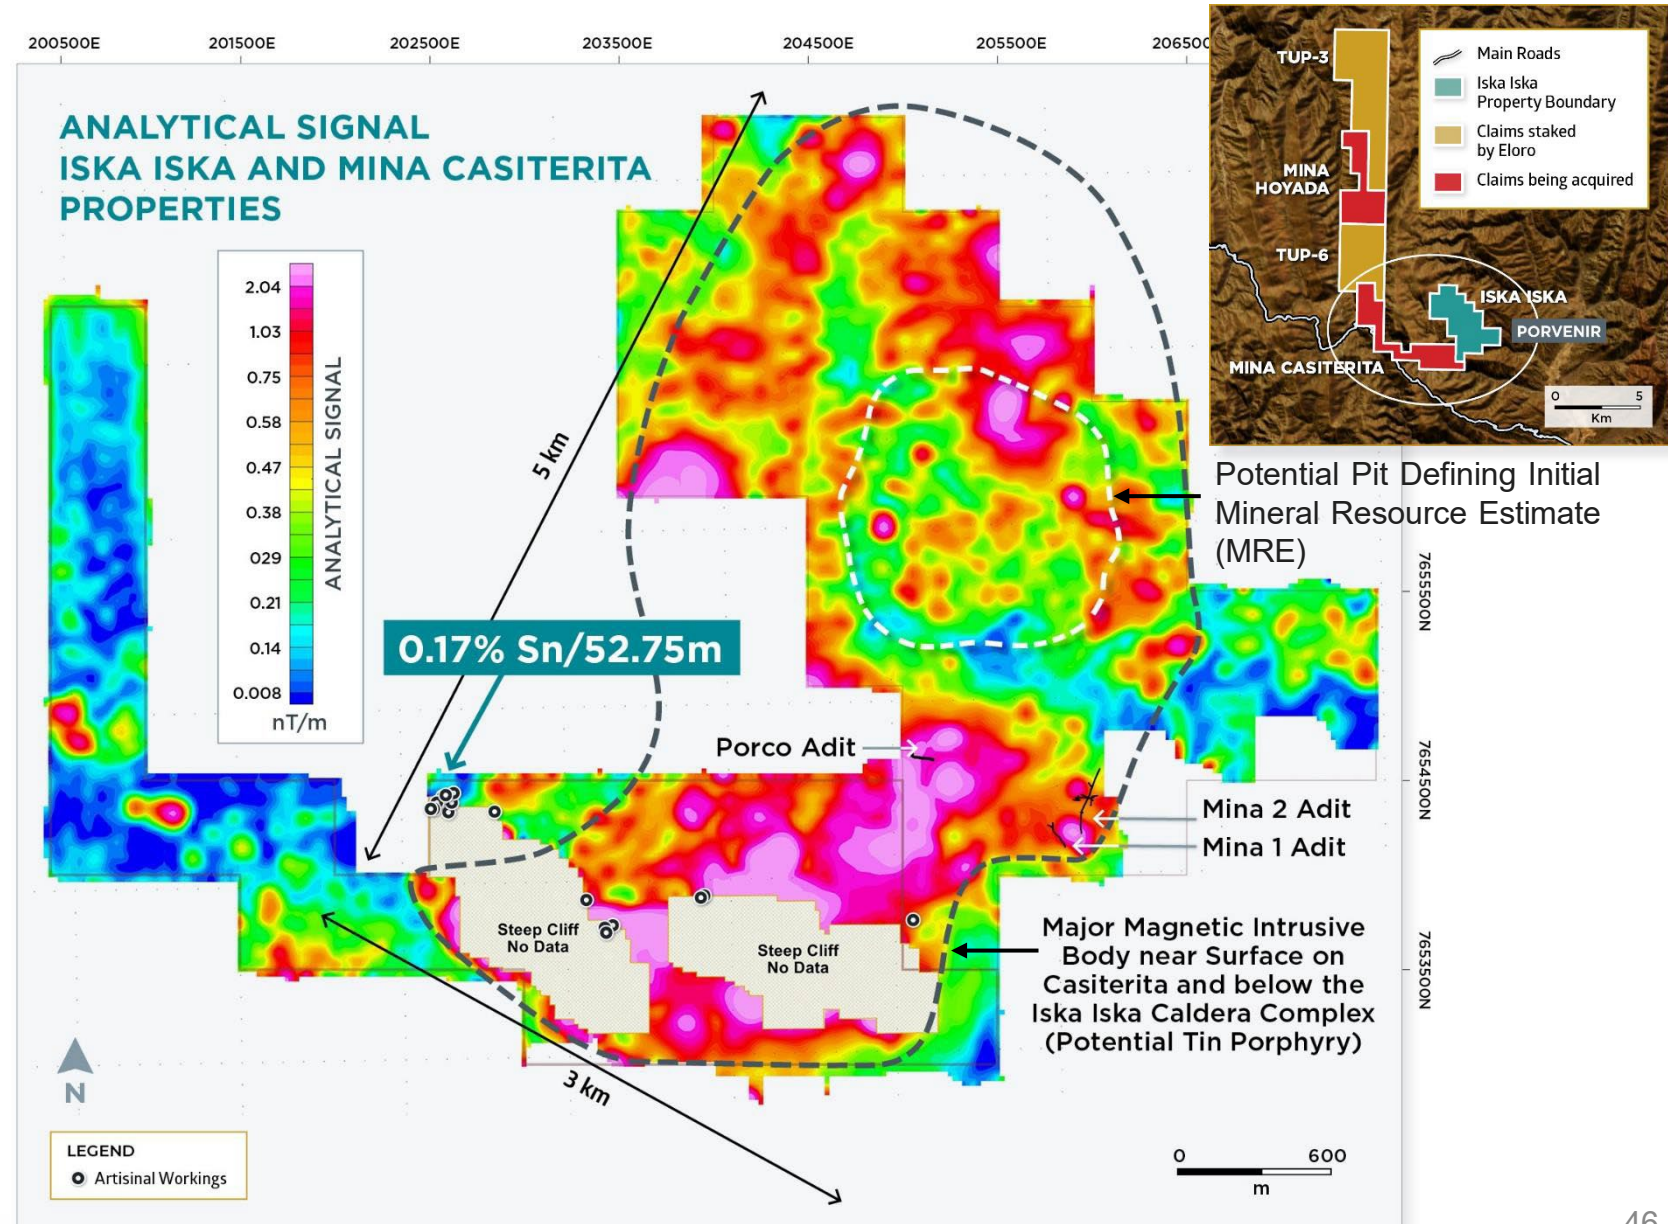 200500E
201500E
202500E
203500E
204500E
205500E
206500
ANALYTICAL SIGNAL
ISKA ISKA AND MINA CASITERITA
PROPERTIES
2.04
1.03
0.75
0.58
0.47
0.38
029
0.21
0.14
0.008
nT/m
ANALYTICAL SIGNAL
5 km
0.17% Sn/52.75m
Porco Adit
Steep Cliff
No Data
Steep Cliff
No Data
3 km
N
LEGEND
Artisinal Workings
TUP-3
MINA
HOYADA
TUP-6
ISKA ISKA
PORVENIR
MINA CASITERITA
Main Roads
Iska Iska
Property Boundary
Claims staked
by Eloro
Claims being acquired
0 5
Km
Potential Pit Defining Initial
Mineral Resource Estimate
(MRE)
7655500N
7654500N
7653500N
Mina 2 Adit
Mina 1 Adit
Major Magnetic Intrusive
Body near Surface on
Casiterita and below the
Iska Iska Caldera Complex
(Potential Tin Porphyry)
0 600
m
46